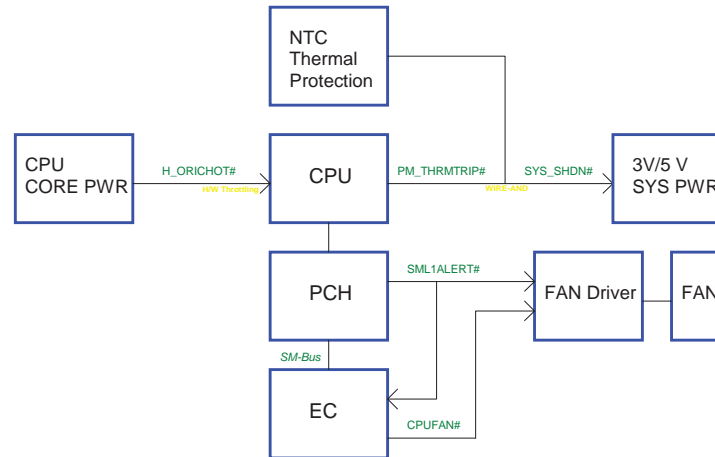 NTC
Thermal
Protection
CPU
CORE PWR
H_ORICHOT#
H/W Throttling
CPU
PM_THRMTRIP#
WIRE-AND
SYS_SHDN#
3V/5 V
SYS PWR
PCH
SML1ALERT#
FAN Driver
FAN
SM-Bus
EC
CPUFAN#